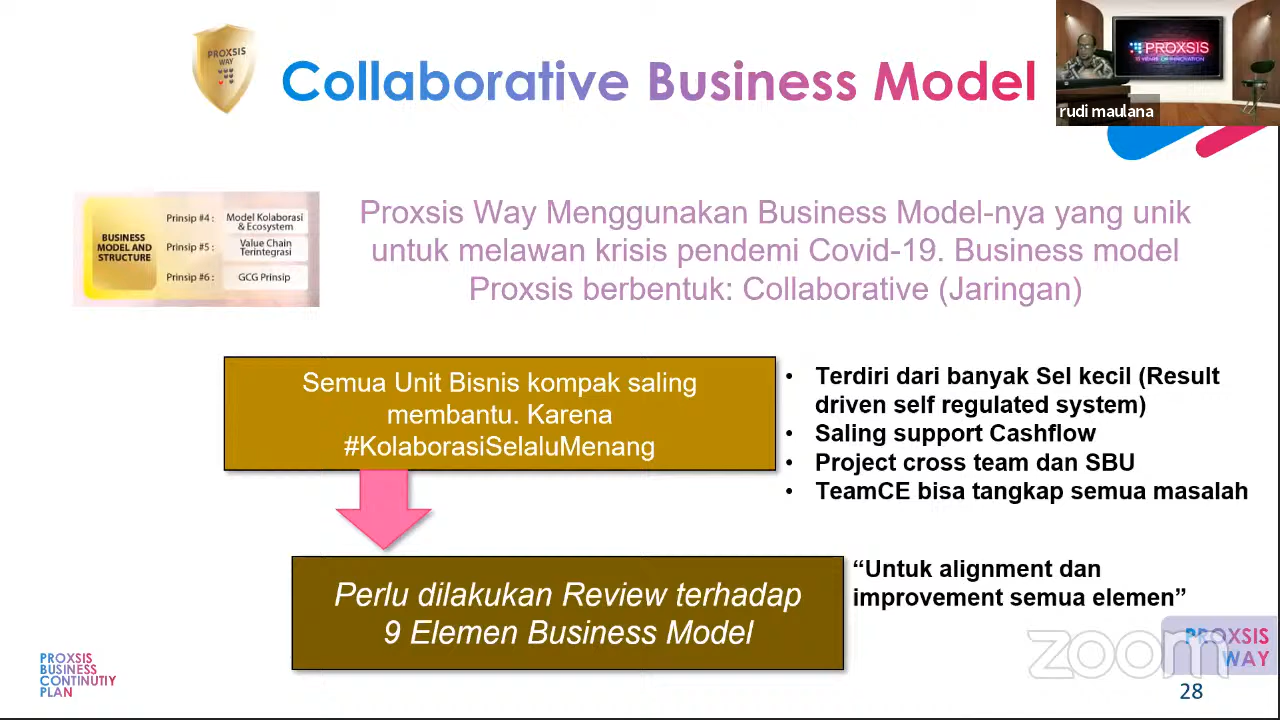 PROXSIS
WAY
Collaborative Business Model
PROXSIS
15 YEARS OF INNOVATION
rudi maulana
BUSINESS
MODEL AND
STRUCTURE
Prinsip #4 :
Model Kolaborasi
& Ecosystem
Prinsip #5 :
Value Chain
Terintegrasi
Prinsip #6 :
GCG Prinsip
Proxsis Way Menggunakan Business Model-nya yang unik
untuk melawan krisis pendemi Covid-19. Business model
Proxsis berbentuk: Collaborative (Jaringan)
Semua Unit Bisnis kompak saling
membantu. Karena
#KolaborasiSelaluMenang
• Terdiri dari banyak Sel kecil (Result
driven self regulated system)
• Saling support Cashflow
• Project cross team dan SBU
• TeamCE bisa tangkap semua masalah
Perlu dilakukan Review terhadap
9 Elemen Business Model
“Untuk alignment dan
improvement semua elemen”
PROXSIS
BUSINESS
CONTINUTIY
PLAN
zoom
PROXSIS
WAY
28